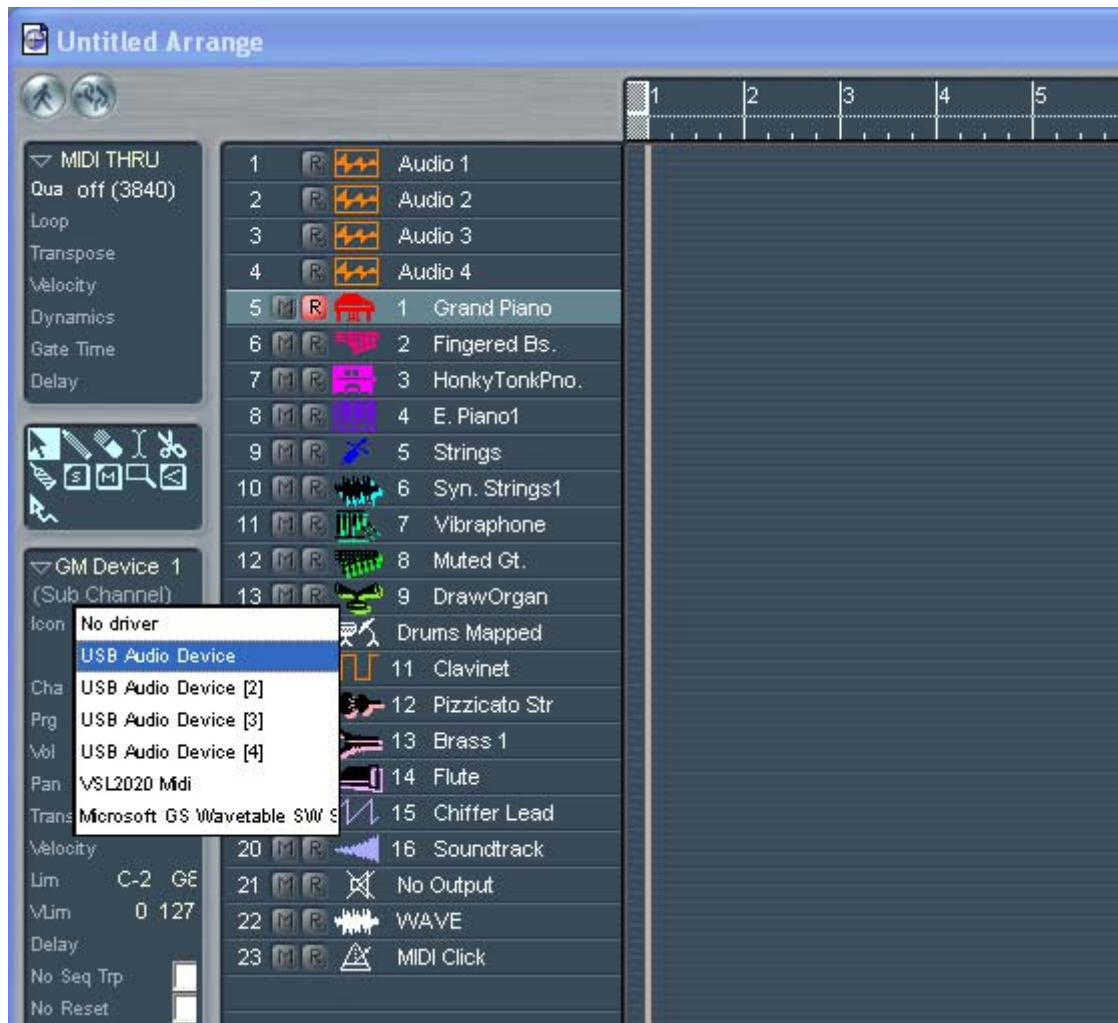 Untitled Arrange
1 2 3 4 5
MIDI THRU
Qua off (3840)
Loop
Transpose
Velocity
Dynamics
Gate Time
Delay
S M
R
GM Device 1
(Sub Channel)
Icon
Cha
Prg
Vol
Pan
Trans
Velocity
Lim C-2 G8
VLim 0 127
Delay
No Seq Trp
No Reset
No driver
USB Audio Device
USB Audio Device [2]
USB Audio Device [3]
USB Audio Device [4]
VSL2020 Midi
Microsoft GS Wavetable SW S
1 R Audio 1
2 R Audio 2
3 R Audio 3
4 R Audio 4
5 M R 1 Grand Piano
6 M R 2 Fingered Bs.
7 M R 3 HonkyTonkPno.
8 M R 4 E. Piano1
9 M R 5 Strings
10 M R 6 Syn. Strings1
11 M R 7 Vibraphone
12 M R 8 Muted Gt.
13 M R 9 DrawOrgan
Drums Mapped
11 Clavinet
12 Pizzicato Str
13 Brass 1
14 Flute
15 Chiffer Lead
20 M R 16 Soundtrack
21 M R No Output
22 M R WAVE
23 M R MIDI Click